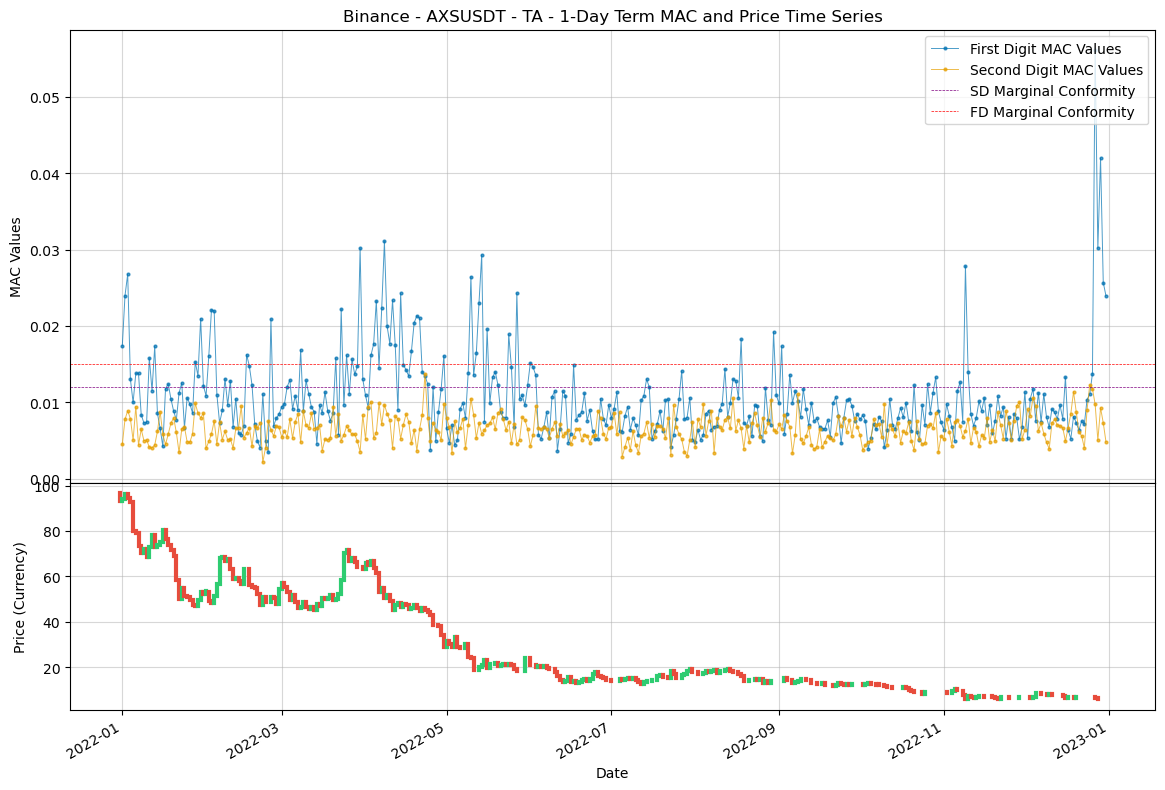 Binance - AXSUSDT - TA - 1-Day Term MAC and Price Time Series
First Digit MAC Values
Second Digit MAC Values
SD Marginal Conformity
FD Marginal Conformity
MAC Values
0.05
0.04
0.03
0.02
0.01
0.00
Price (Currency)
100
80
60
40
20
2022-01
2022-03
2022-05
2022-07
2022-09
2022-11
2023-01
Date